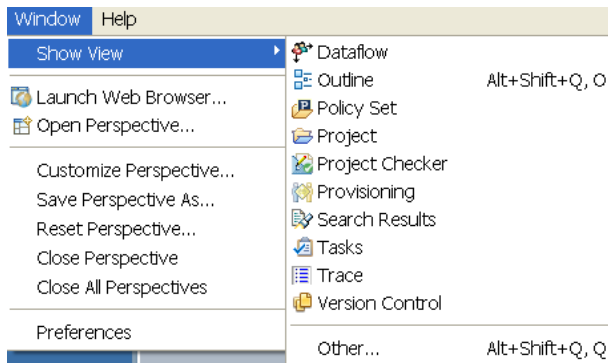 Window Help
Show View
Launch Web Browser...
Open Perspective...
Customize Perspective...
Save Perspective As...
Reset Perspective...
Close Perspective
Close All Perspectives
Preferences
Dataflow
Outline Alt+Shift+Q, O
Policy Set
Project
Project Checker
Provisioning
Search Results
Tasks
Trace
Version Control
Other... Alt+Shift+Q, Q